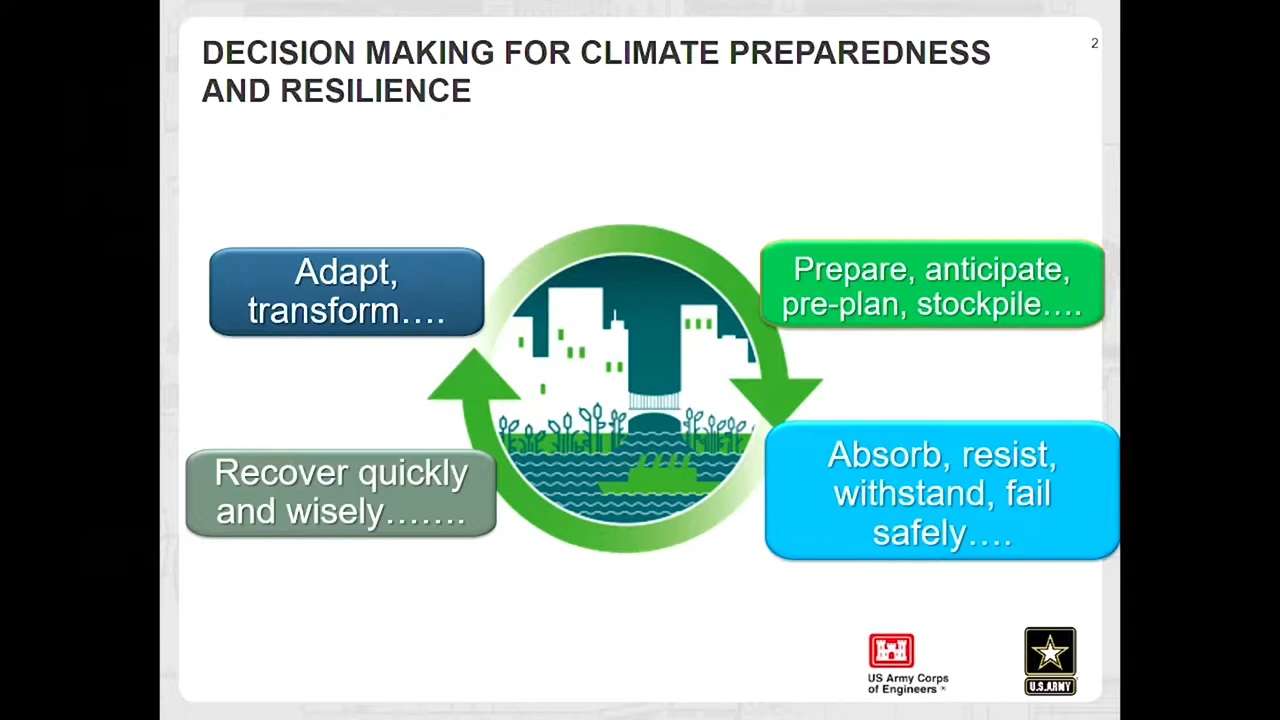 DECISION MAKING FOR CLIMATE PREPAREDNESS
AND RESILIENCE
2
Adapt,
transform….
Prepare, anticipate,
pre-plan, stockpile….
Recover quickly
and wisely…….
Absorb, resist,
withstand, fail
safely….
US Army Corps
of Engineers ®
U.S.ARMY